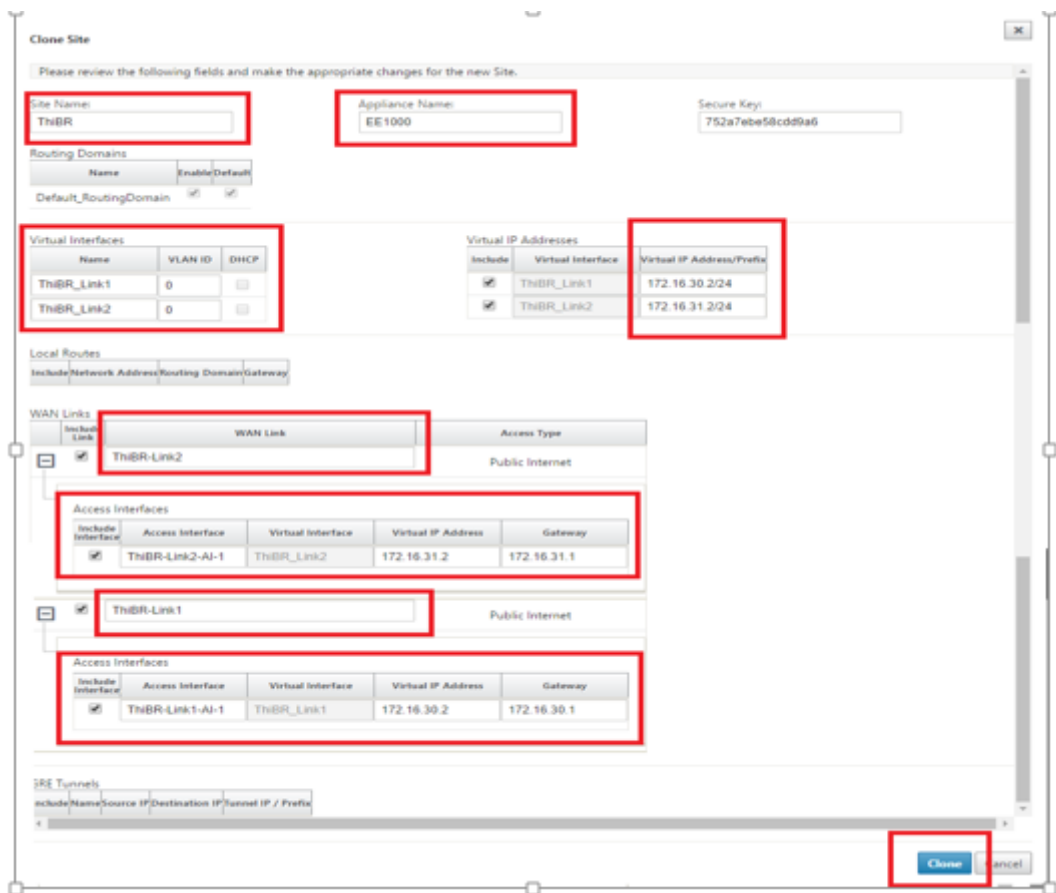 Clone Site
Please review the following fields and make the appropriate changes for the new Site.
Site Name: Appliance Name: Secure Key:
ThiBR EE1000 752a7ebe58cdd9a6
Routing Domains
Name Enable Default
Default_RoutingDomain
Virtual Interfaces Virtual IP Addresses
Name VLAN ID DHCP Include Virtual Interface Virtual IP Address/Prefix
ThiBR_Link1 0 ThiBR_Link1 172.16.30.2/24
ThiBR_Link2 0 ThiBR_Link2 172.16.31.2/24
Local Routes
Include Network Address Routing Domain Gateway
WAN Links
Include Link WAN Link Access Type
ThiBR-Link2 Public Internet
Access Interfaces
Include Interface Access Interface Virtual Interface Virtual IP Address Gateway
ThiBR-Link2-AI-1 ThiBR_Link2 172.16.31.2 172.16.31.1
ThiBR-Link1 Public Internet
Access Interfaces
Include Interface Access Interface Virtual Interface Virtual IP Address Gateway
ThiBR-Link1-AI-1 ThiBR_Link1 172.16.30.2 172.16.30.1
GRE Tunnels
nclude Name Source IP Destination IP Tunnel IP / Prefix
Clone Cancel